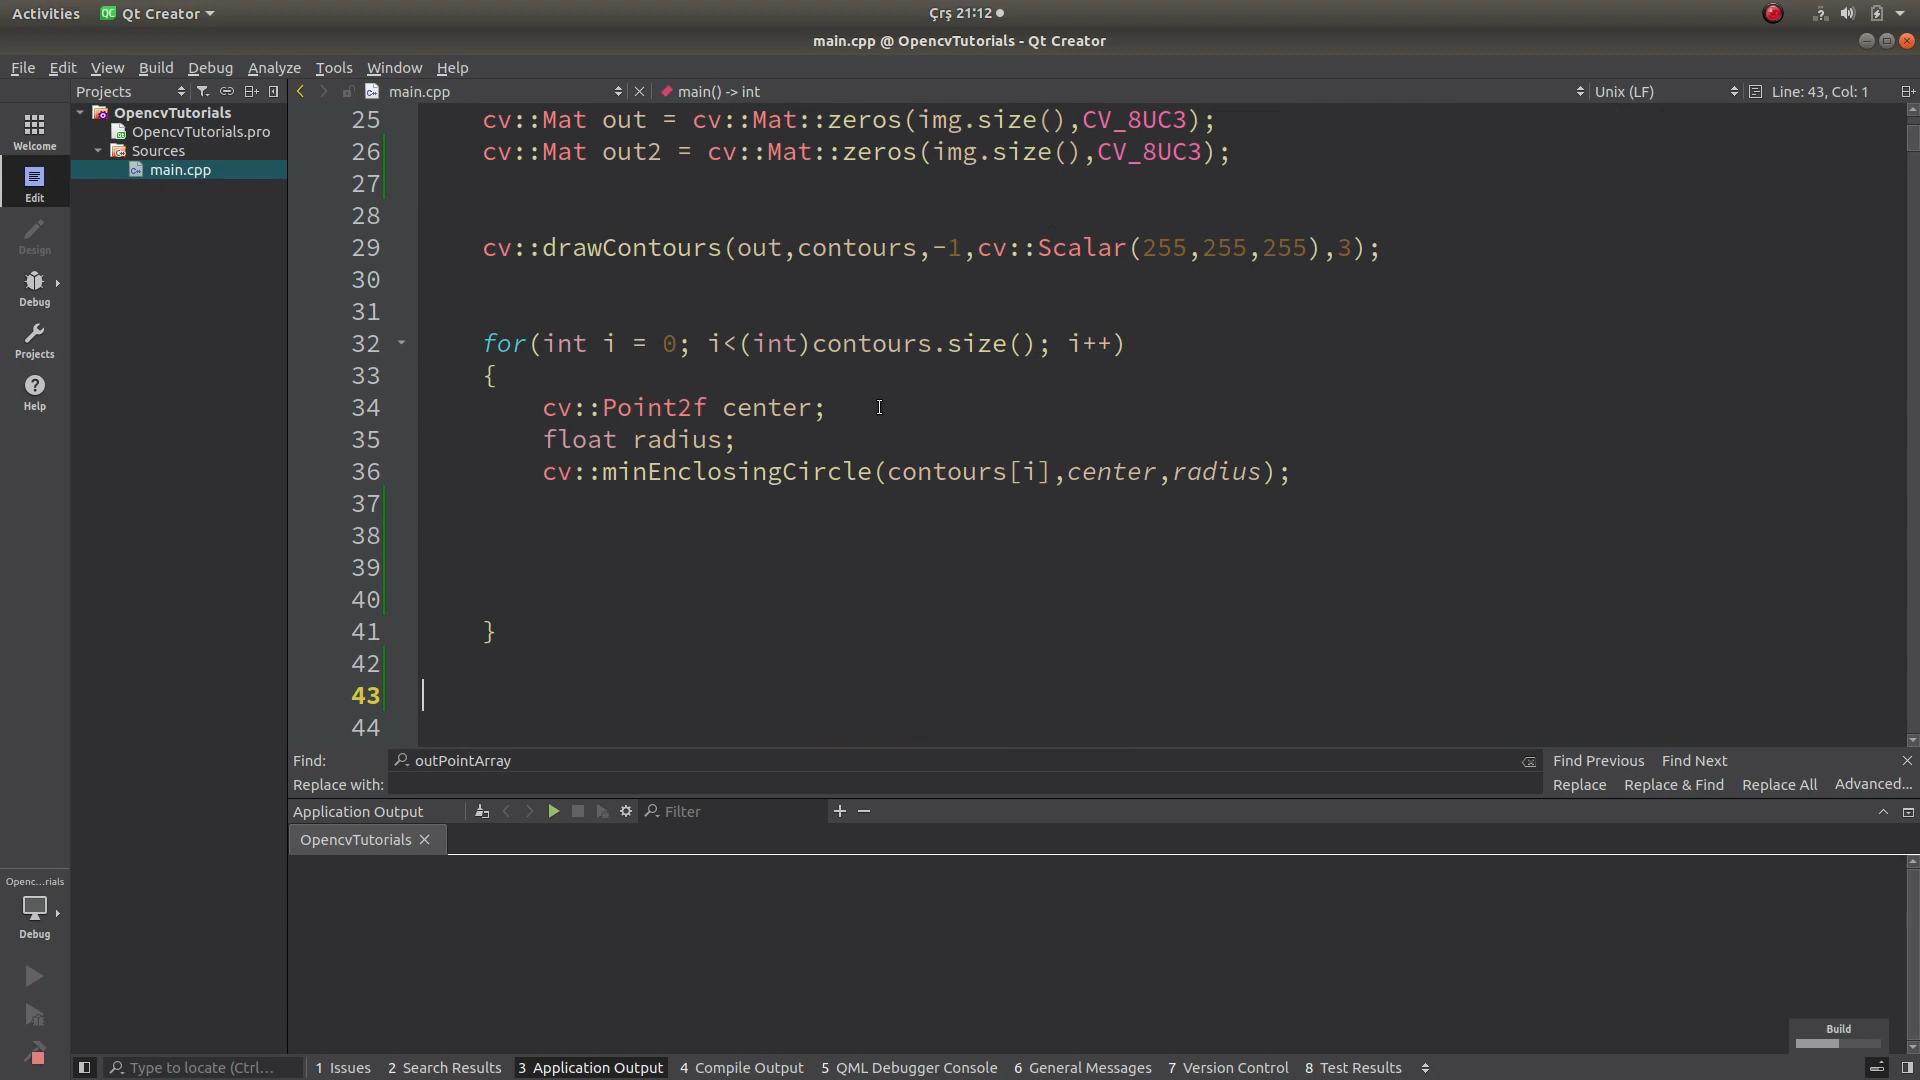 Activities Qt Creator Çrş 21:12
main.cpp @ OpencvTutorials - Qt Creator
File Edit View Build Debug Analyze Tools Window Help
Projects main.cpp main() -> int Unix (LF) Line: 43, Col: 1
OpencvTutorials
OpencvTutorials.pro
Sources
main.cpp
Welcome
Edit
Design
Debug
Projects
Help
25 cv::Mat out = cv::Mat::zeros(img.size(),CV_8UC3);
26 cv::Mat out2 = cv::Mat::zeros(img.size(),CV_8UC3);
27
28
29 cv::drawContours(out,contours,-1,cv::Scalar(255,255,255),3);
30
31
32 for(int i = 0; i<(int)contours.size(); i++)
33 {
34 cv::Point2f center;
35 float radius;
36 cv::minEnclosingCircle(contours[i],center,radius);
37
38
39
40
41 }
42
43
44
Find: outPointArray Find Previous Find Next
Replace with: Replace Replace & Find Replace All Advanced...
Application Output Filter
OpencvTutorials
Openc...rials
Debug
Build
Type to locate (Ctrl... 1 Issues 2 Search Results 3 Application Output 4 Compile Output 5 QML Debugger Console 6 General Messages 7 Version Control 8 Test Results